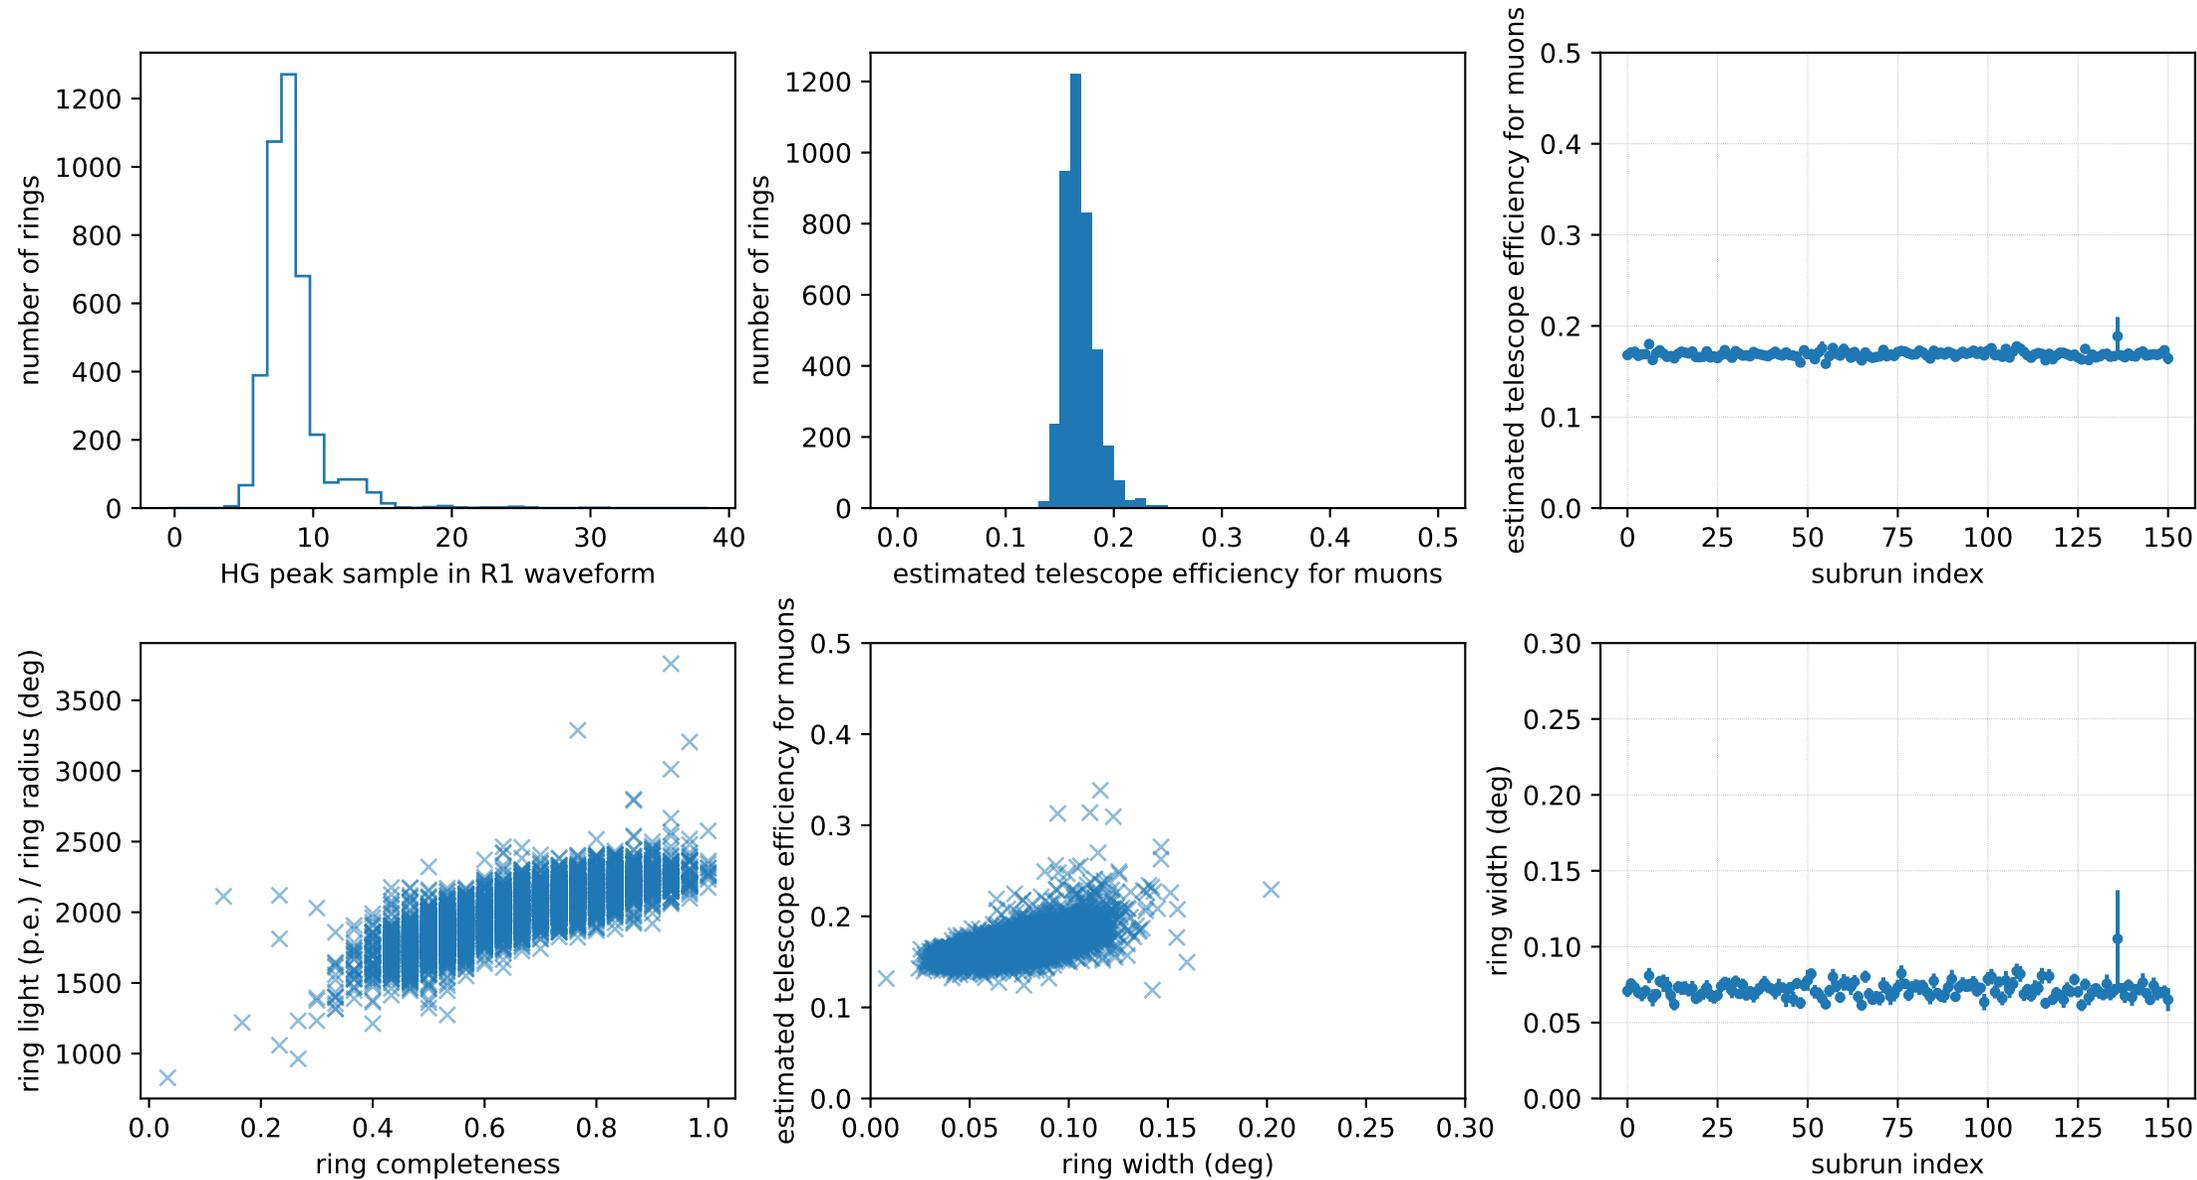 number of rings
1200
1000
800
600
400
200
0
0 10 20 30 40
HG peak sample in R1 waveform
number of rings
1200
1000
800
600
400
200
0
0.0 0.1 0.2 0.3 0.4 0.5
estimated telescope efficiency for muons
estimated telescope efficiency for muons
0.5
0.4
0.3
0.2
0.1
0.0
0 25 50 75 100 125 150
subrun index
ring light (p.e.) / ring radius (deg)
3500
3000
2500
2000
1500
1000
0.0 0.2 0.4 0.6 0.8 1.0
ring completeness
estimated telescope efficiency for muons
0.5
0.4
0.3
0.2
0.1
0.0
0.00 0.05 0.10 0.15 0.20 0.25 0.30
ring width (deg)
ring width (deg)
0.30
0.25
0.20
0.15
0.10
0.05
0.00
0 25 50 75 100 125 150
subrun index